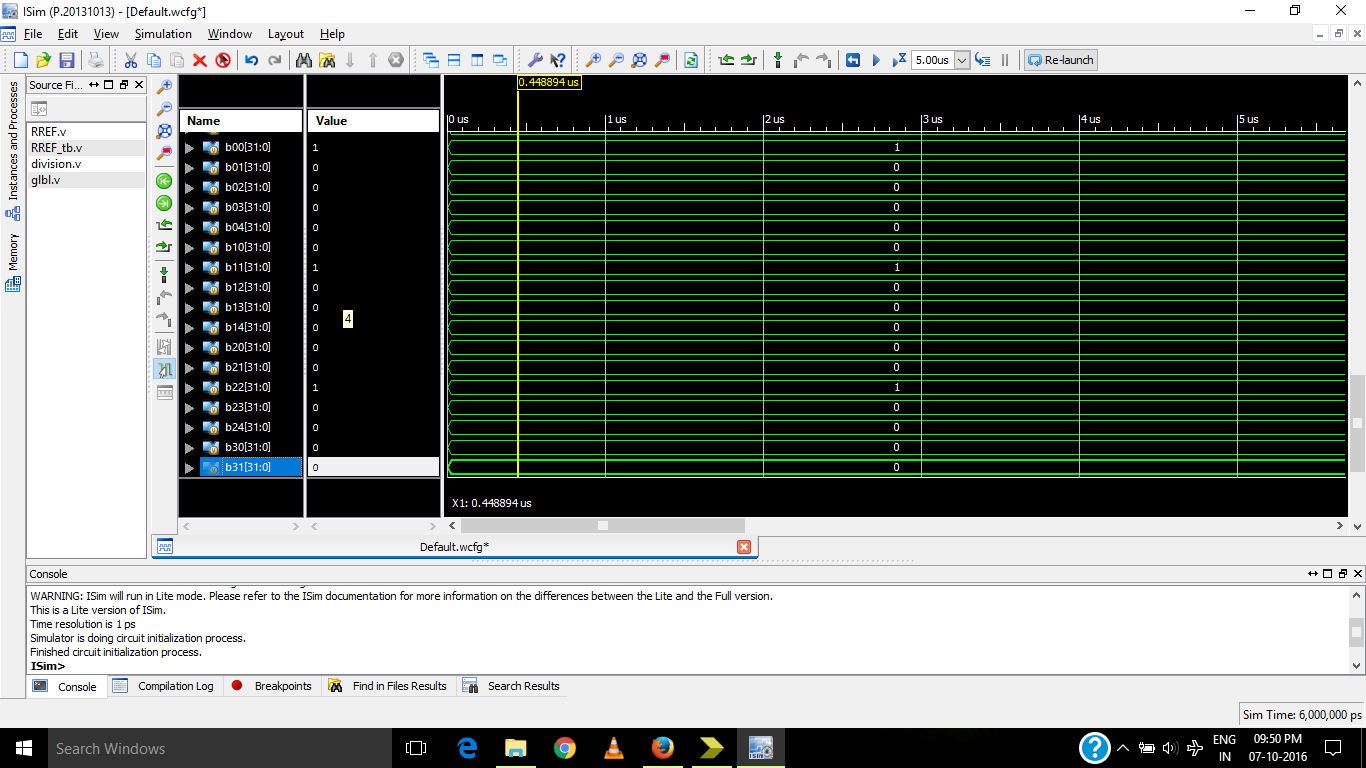 ISim (P.20131013) - [Default.wcfg*]
File Edit View Simulation Window Layout Help
5.00us Re-launch
Instances and Processes
Memory
Source Fi...
RREF.v
RREF_tb.v
division.v
glbl.v
Name Value
0.448894 us
0 us 1 us 2 us 3 us 4 us 5 us
b00[31:0] 1 1
b01[31:0] 0 0
b02[31:0] 0 0
b03[31:0] 0 0
b04[31:0] 0 0
b10[31:0] 0 0
b11[31:0] 1 1
b12[31:0] 0 0
b13[31:0] 0 0
4
b14[31:0] 0 0
b20[31:0] 0 0
b21[31:0] 0 0
b22[31:0] 1 1
b23[31:0] 0 0
b24[31:0] 0 0
b30[31:0] 0 0
b31[31:0] 0 0
X1: 0.448894 us
Default.wcfg*
Console
WARNING: ISim will run in Lite mode. Please refer to the ISim documentation for more information on the differences between the Lite and the Full version.
This is a Lite version of ISim.
Time resolution is 1 ps
Simulator is doing circuit initialization process.
Finished circuit initialization process.
ISim>
Console Compilation Log Breakpoints Find in Files Results Search Results
Sim Time: 6,000,000 ps
Search Windows
ISIM
ENG
IN
09:50 PM
07-10-2016